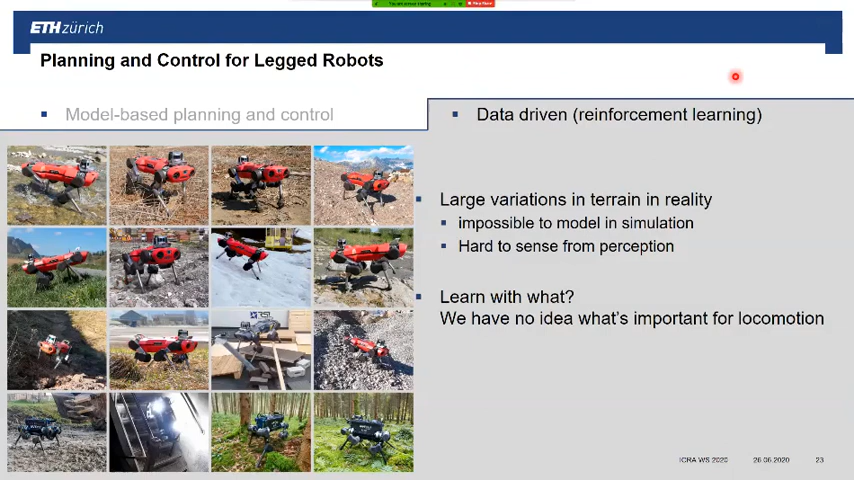 ETH zürich
Planning and Control for Legged Robots
Model-based planning and control
Data driven (reinforcement learning)
Large variations in terrain in reality
impossible to model in simulation
Hard to sense from perception
Learn with what?
We have no idea what's important for locomotion
ICRA WS 2020
26.06.2020
23